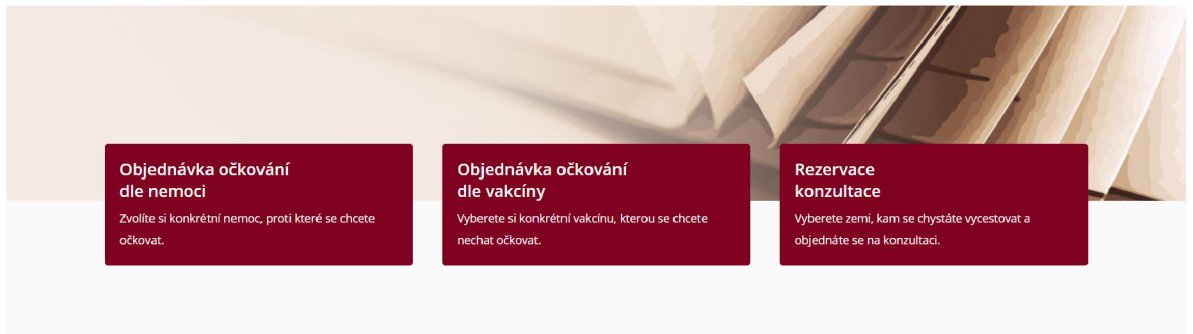 Objednávka očkování
dle nemoci
Zvolíte si konkrétní nemoc, proti které se chcete
očkovat.
Objednávka očkování
dle vakcíny
Vyberete si konkrétní vakcínu, kterou se chcete
nechat očkovat.
Rezervace
konzultace
Vyberete zemi, kam se chystáte vycestovat a
objednáte se na konzultaci.